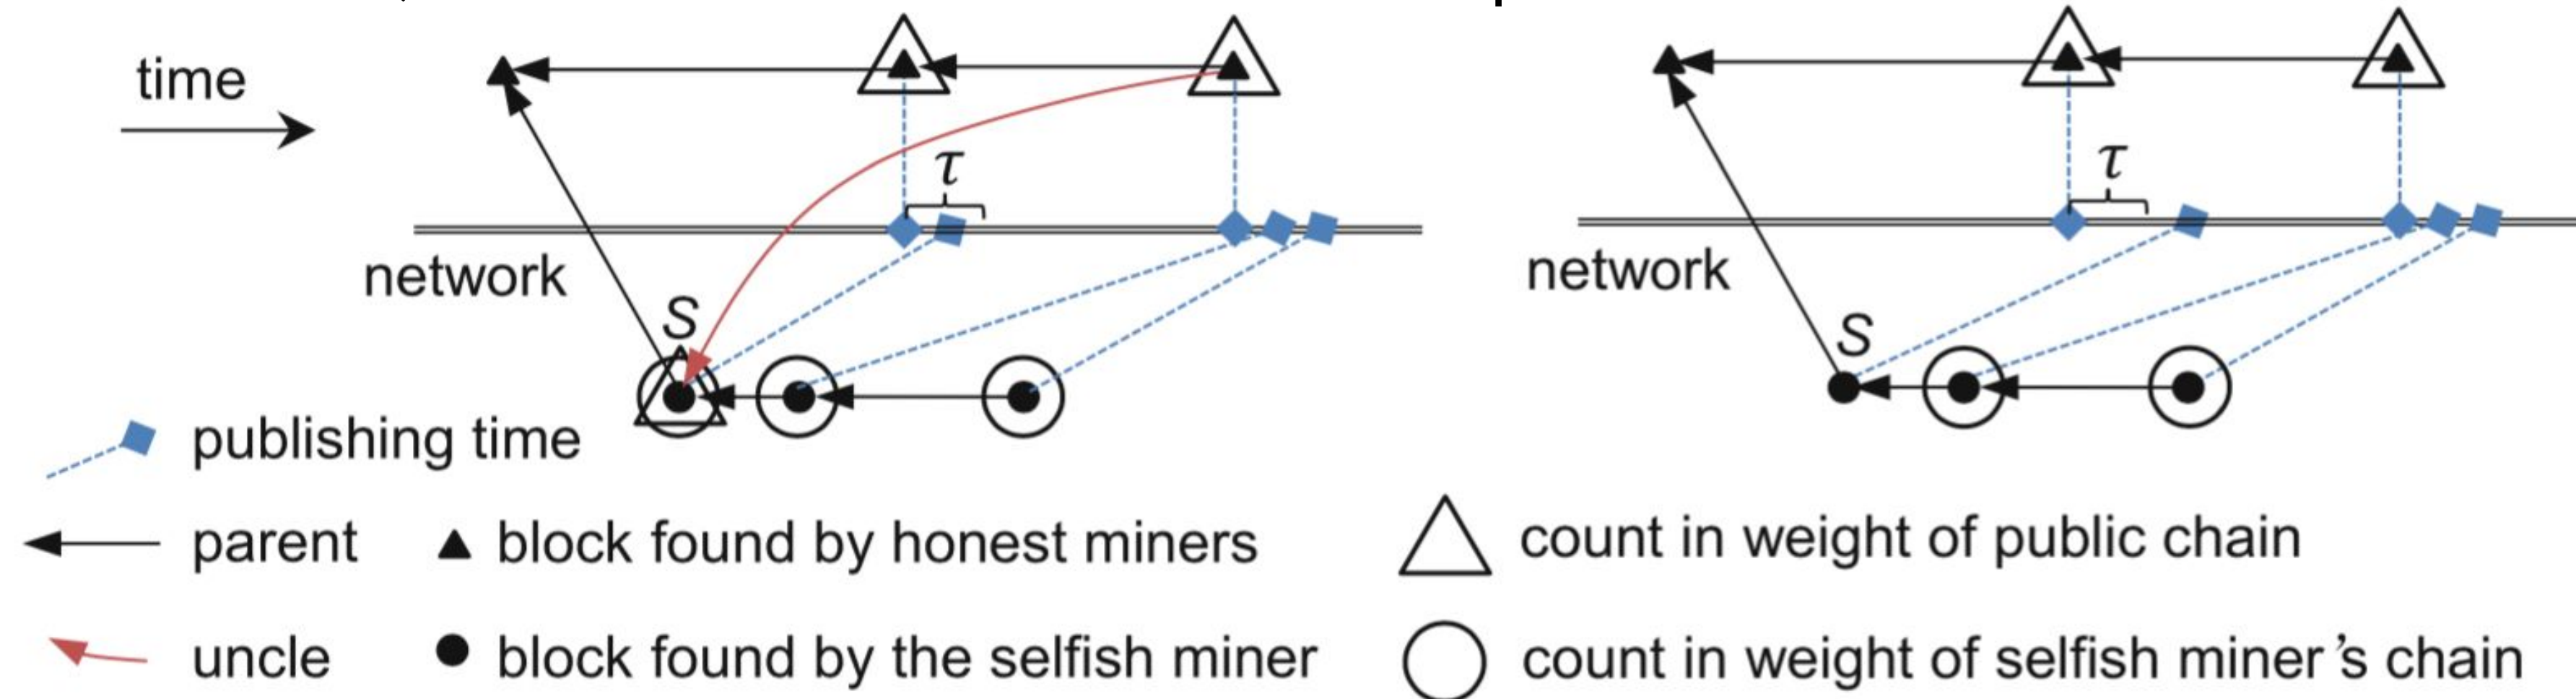 time
τ
network
S
τ
network
S
publishing time
parent
block found by honest miners
count in weight of public chain
uncle
block found by the selfish miner
count in weight of selfish miner's chain